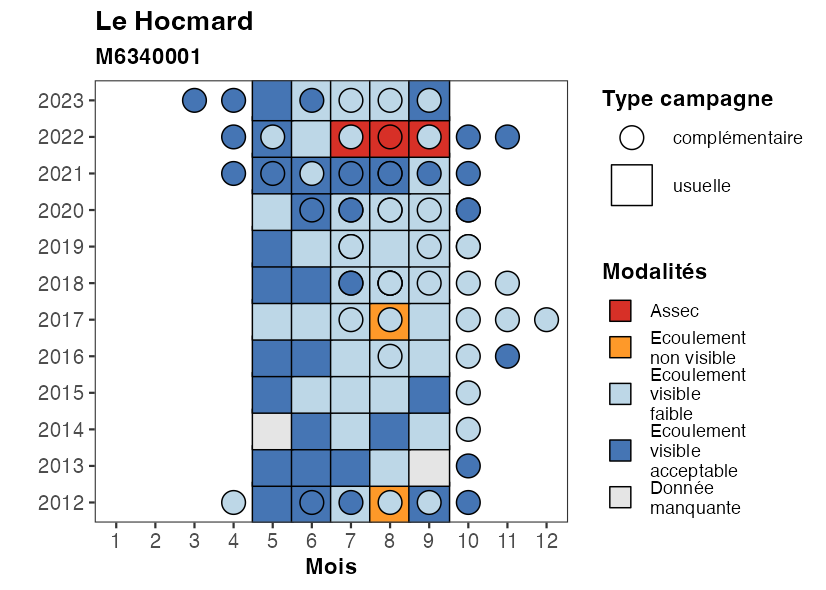 Le Hocmard
M6340001
2023
2022
2021
2020
2019
2018
2017
2016
2015
2014
2013
2012
1 2 3 4 5 6 7 8 9 10 11 12
Mois
Type campagne
complémentaire
usuelle
Modalités
Assec
Ecoulement
non visible
Ecoulement
visible
faible
Ecoulement
visible
acceptable
Donnée
manquante